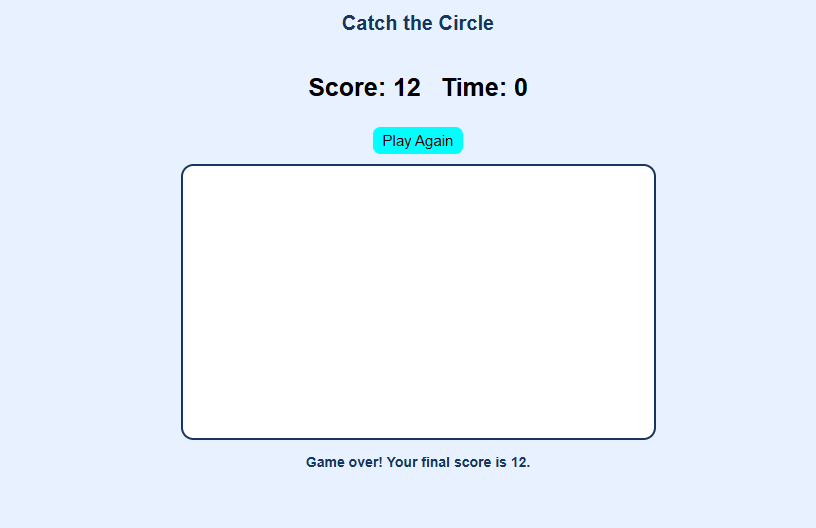 Catch the Circle
Score: 12 Time: 0
Play Again
Game over! Your final score is 12.